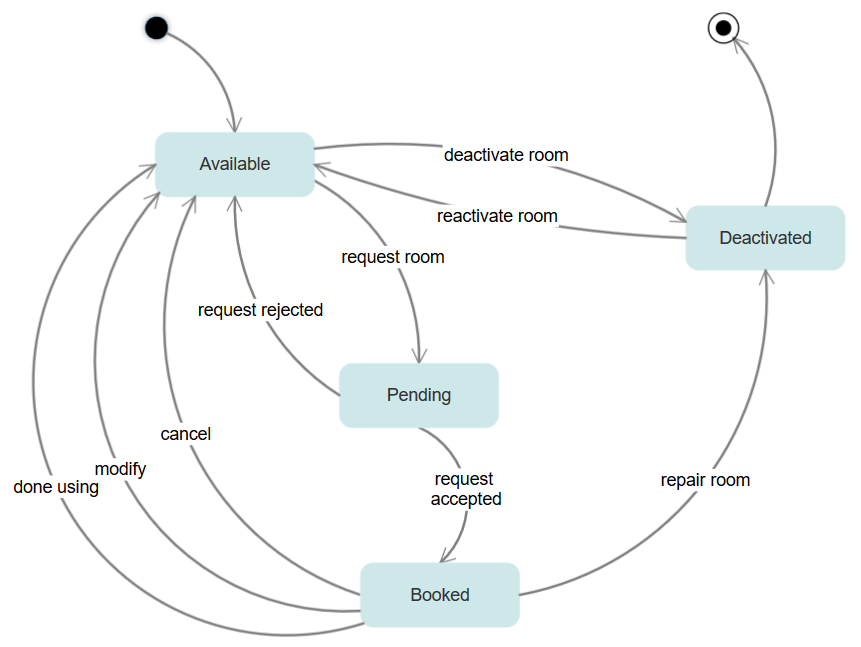 Available
deactivate room
reactivate room
Deactivated
request room
request rejected
Pending
cancel
modify
done using
request
accepted
repair room
Booked